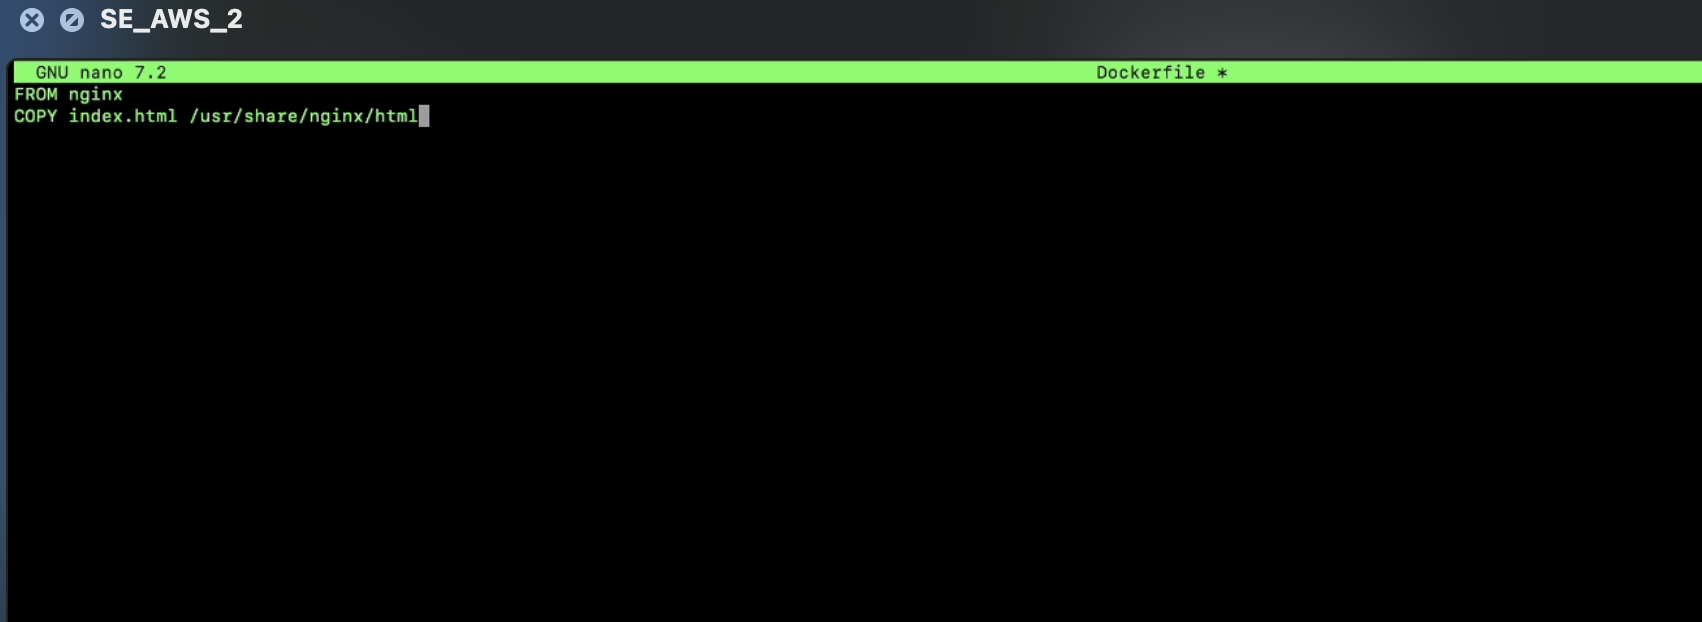 SE_AWS_2
GNU nano 7.2 Dockerfile *
FROM nginx
COPY index.html /usr/share/nginx/html